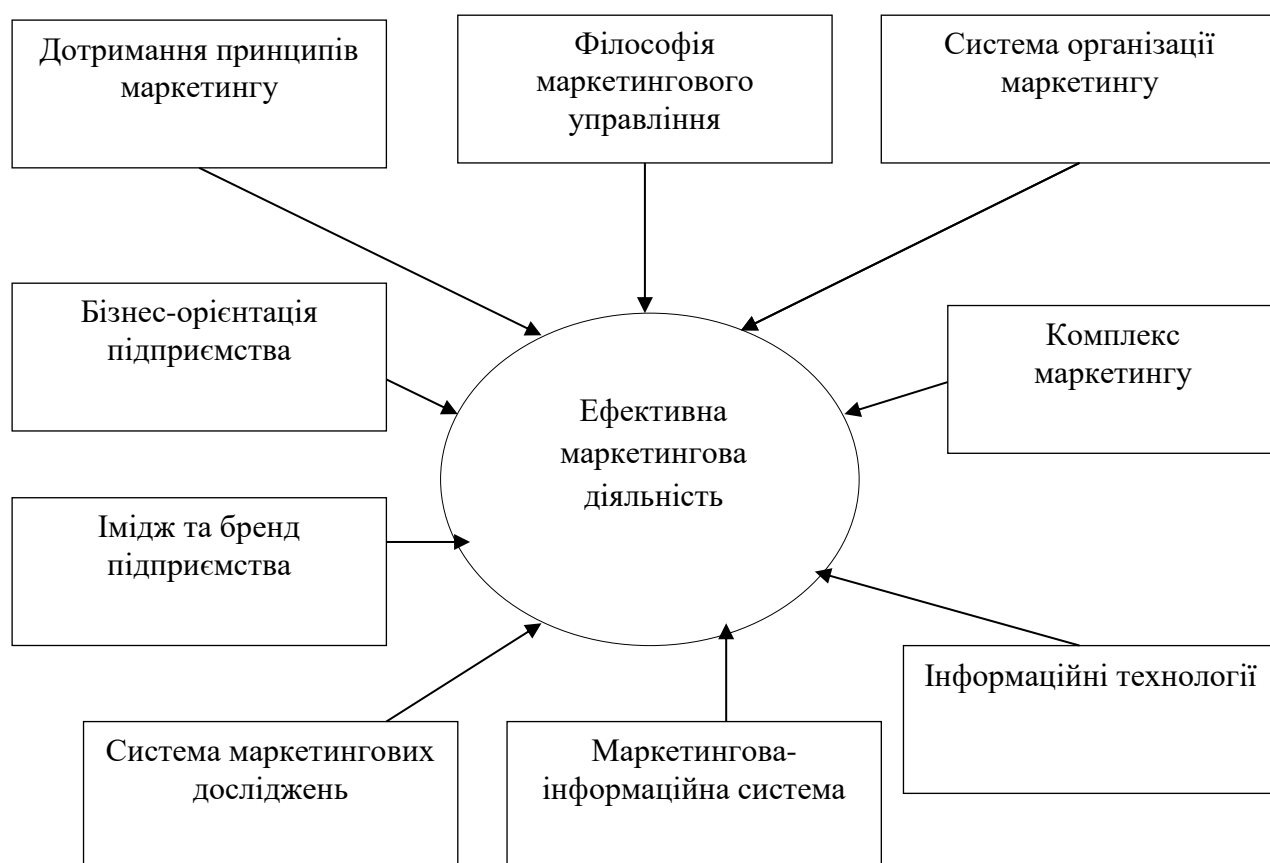 Дотримання принципів
маркетингу
Філософія
маркетингового
управління
Система організації
маркетингу
Бізнес-орієнтація
підприємства
Комплекс
маркетингу
Ефективна
маркетингова
діяльність
Імідж та бренд
підприємства
Інформаційні технології
Система маркетингових
досліджень
Маркетингова-
інформаційна система